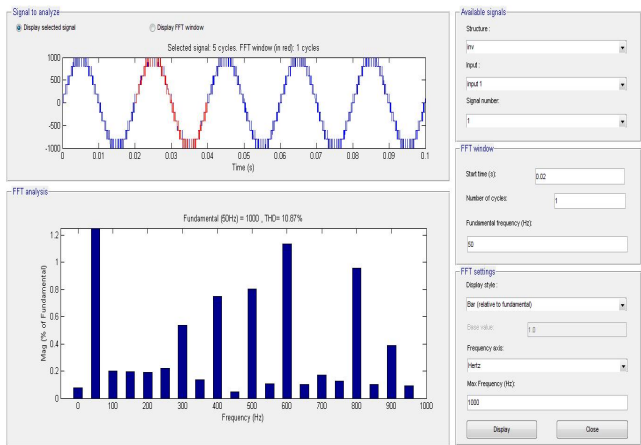 Signal to analyze
Display selected signal
Display FFT window
Selected signal: 5 cycles. FFT window (in red): 1 cycles
1000
500
0
-500
-1000
0 0.01 0.02 0.03 0.04 0.05 0.06 0.07 0.08 0.09 0.1
Time (s)
FFT analysis
Fundamental (50Hz) = 1000 , THD= 10.87%
Mag (% of Fundamental)
1.2
1
0.8
0.6
0.4
0.2
0
0 100 200 300 400 500 600 700 800 900 1000
Frequency (Hz)
Available signals
Structure :
inv
Input :
input 1
Signal number:
1
FFT window
Start time (s):
0.02
Number of cycles:
1
Fundamental frequency (Hz):
50
FFT settings
Display style :
Bar (relative to fundamental)
Base value:
1.0
Frequency axis:
Hertz
Max Frequency (Hz):
1000
Display
Close